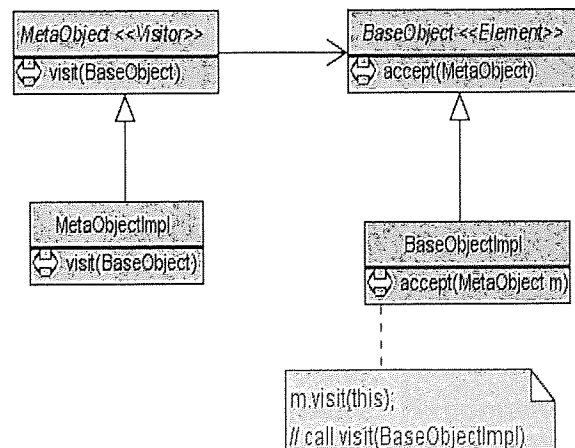 MetaObject <<Visitor>>
visit(BaseObject)
BaseObject <<Element>>
accept(MetaObject)
MetaObjectImpl
visit(BaseObject)
BaseObjectImpl
accept(MetaObject m)
m.visit(this);
// call visit(BaseObjectImpl)